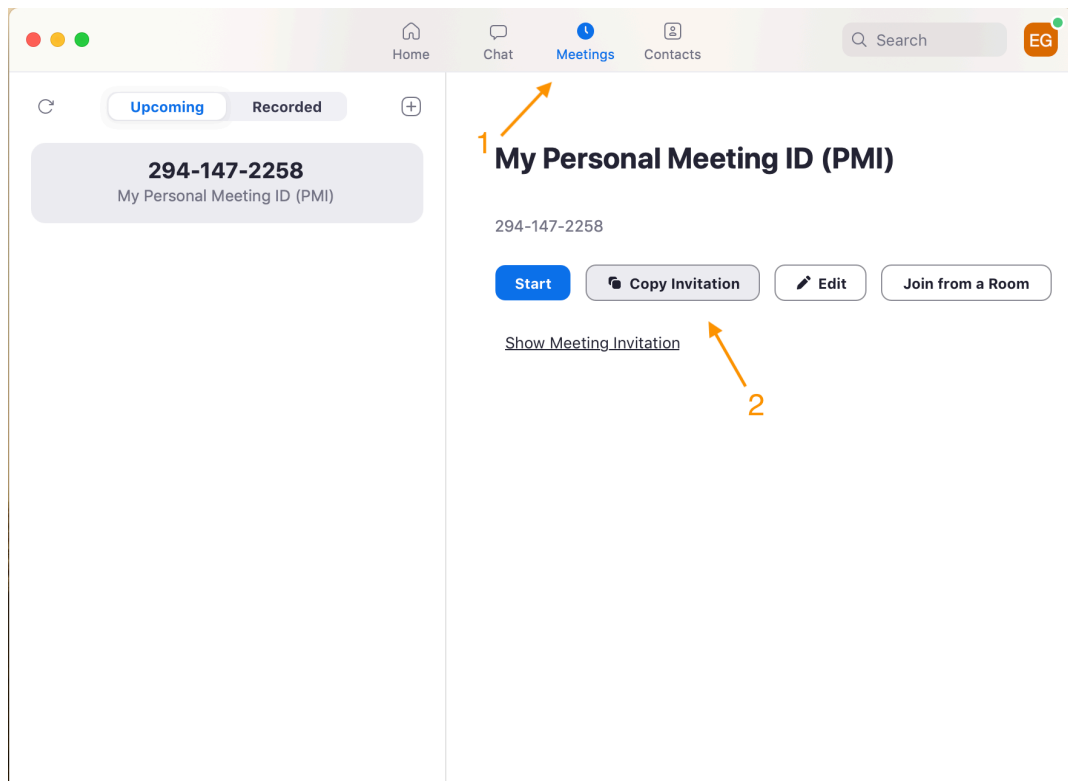 Home Chat Meetings Contacts
Search
EG
Upcoming Recorded
294-147-2258
My Personal Meeting ID (PMI)
1
My Personal Meeting ID (PMI)
294-147-2258
Start Copy Invitation Edit Join from a Room
Show Meeting Invitation
2